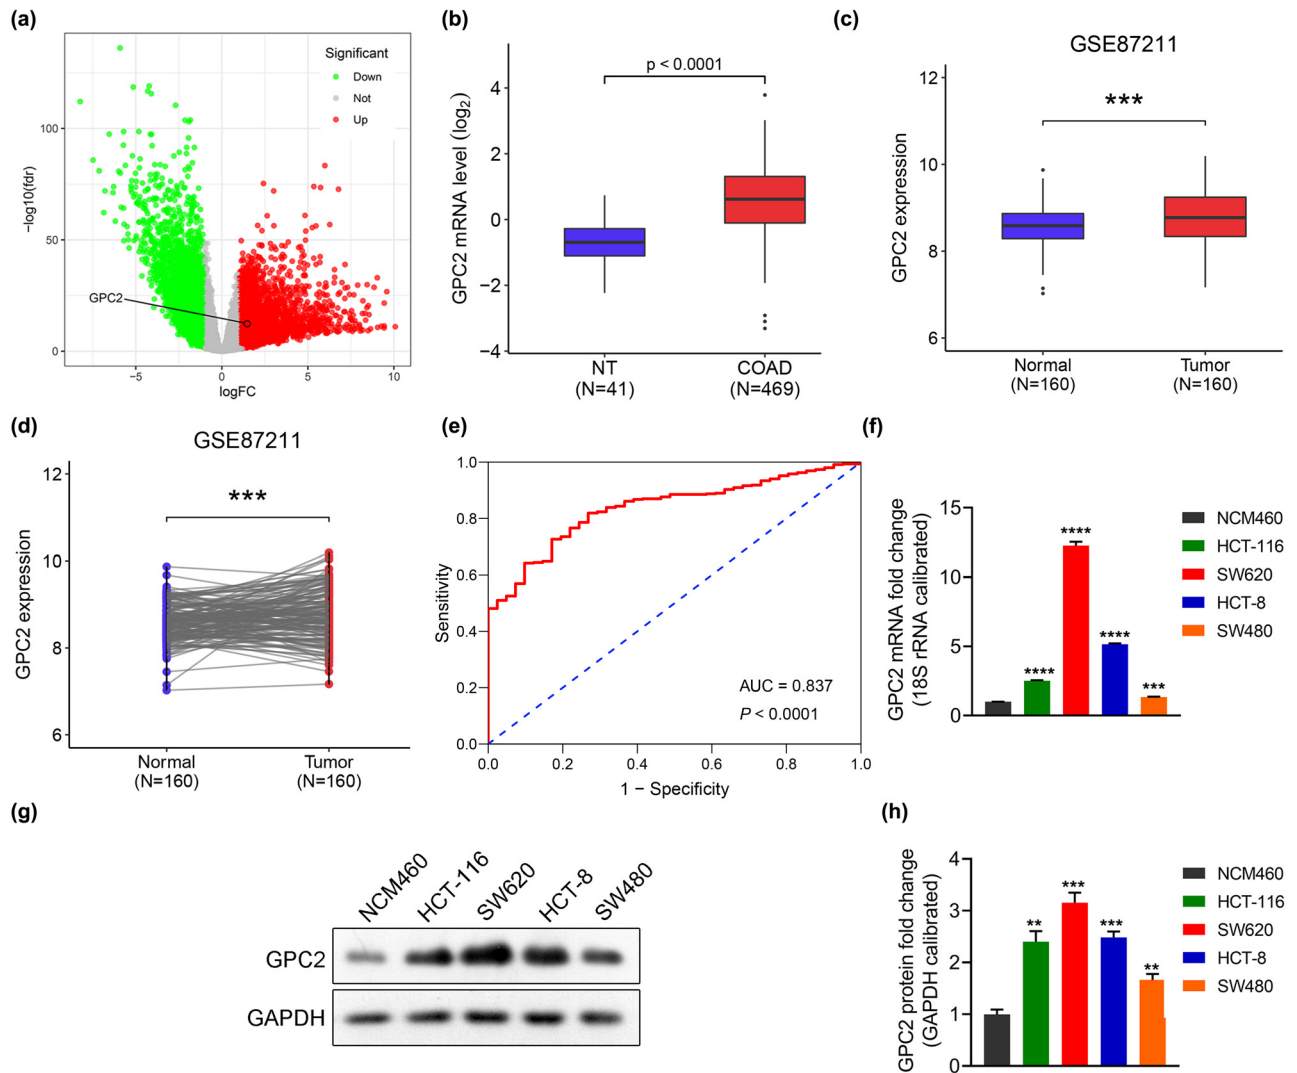 (a)
Significant
Down
Not
Up
−log10(fdr)
100
50
0
GPC2
−5
0
5
10
logFC
(b)
p < 0.0001
GPC2 mRNA level (log2)
4
2
0
−2
−4
NT
(N=41)
COAD
(N=469)
(c)
GSE87211
***
GPC2 expression
12
10
8
6
Normal
(N=160)
Tumor
(N=160)
(d)
GSE87211
***
GPC2 expression
12
10
8
6
Normal
(N=160)
Tumor
(N=160)
(e)
Sensitivity
1.0
0.8
0.6
0.4
0.2
0.0
AUC = 0.837
P < 0.0001
0.0
0.2
0.4
0.6
0.8
1.0
1 − Specificity
(f)
GPC2 mRNA fold change
(18S rRNA calibrated)
15
10
5
0
****
****
****
***
NCM460
HCT-116
SW620
HCT-8
SW480
(g)
NCM460
HCT-116
SW620
HCT-8
SW480
GPC2
GAPDH
(h)
GPC2 protein fold change
(GAPDH calibrated)
4
3
2
1
0
**
***
***
**
NCM460
HCT-116
SW620
HCT-8
SW480